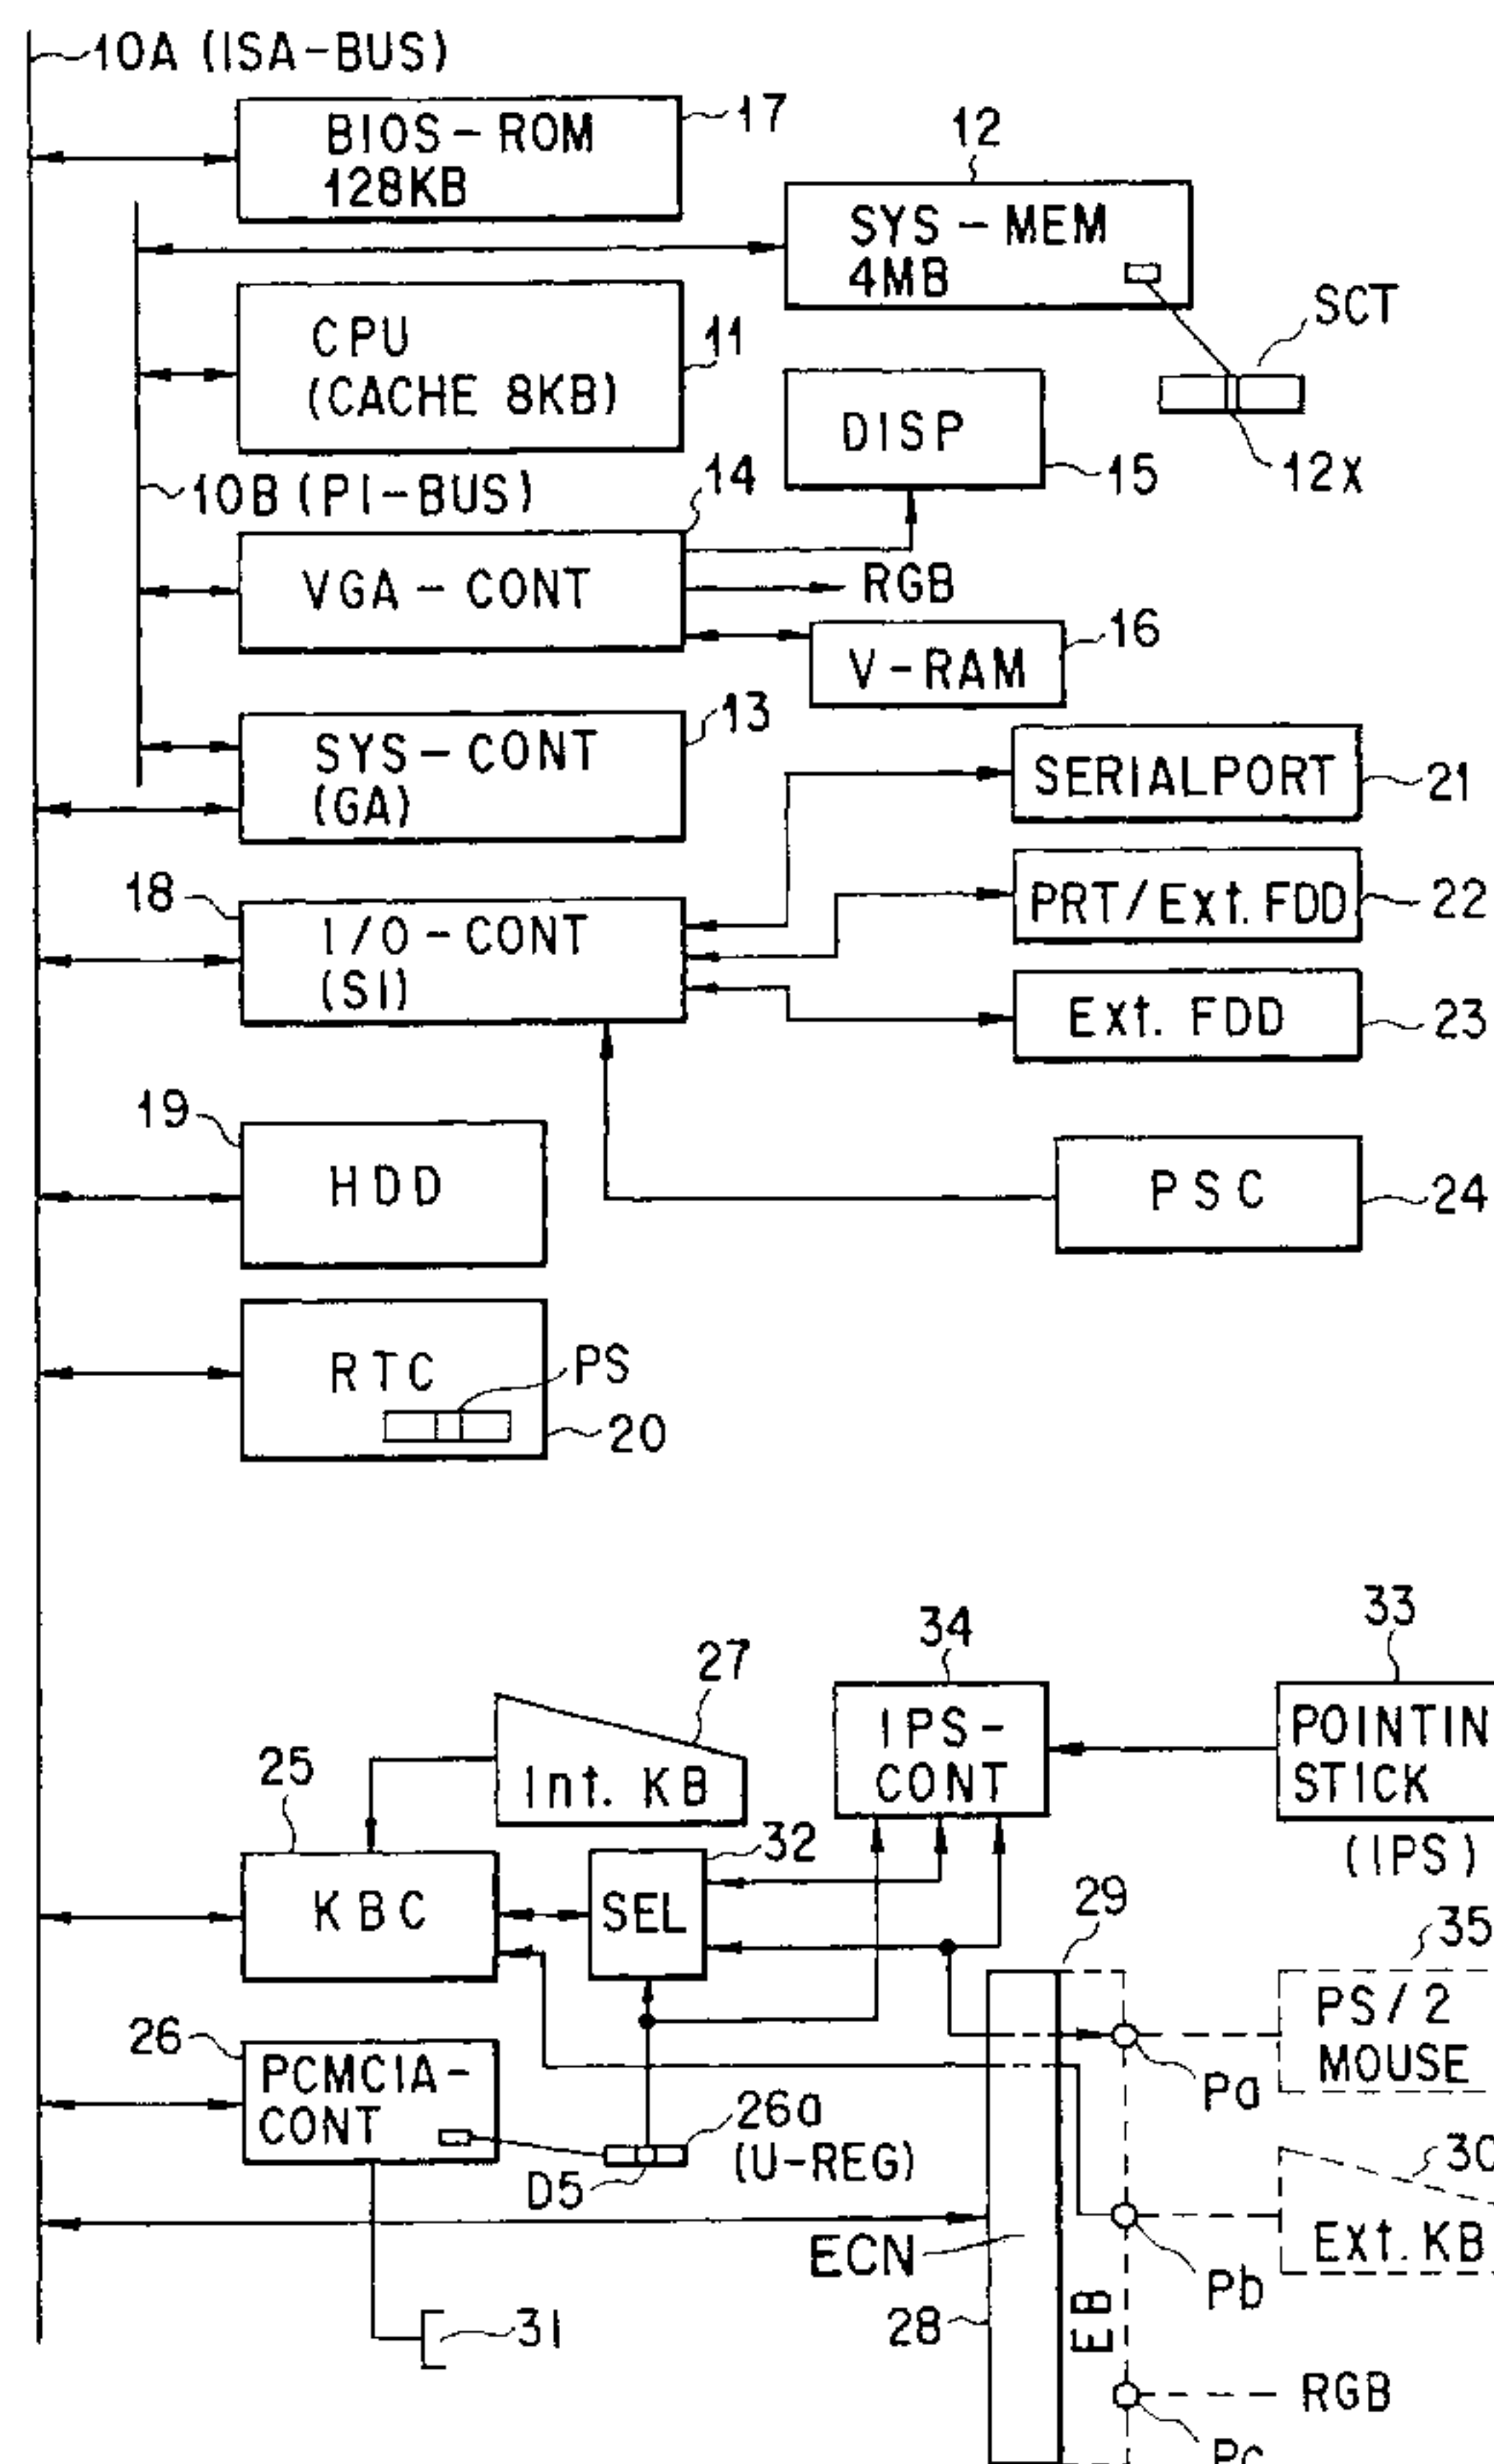 10A (ISA-BUS)
BIOS-ROM
128KB
17
12
SYS-MEM
4MB
SCT
12x
CPU
(CACHE 8KB)
11
DISP
15
10B (PI-BUS)
14
VGA-CONT
RGB
V-RAM
16
13
SYS-CONT
(GA)
SERIALPORT
21
18
I/O-CONT
(SI)
PRT/Ext. FDD
22
Ext. FDD
23
19
HDD
PSC
24
RTC
PS
20
27
34
33
Int. KB
IPS-
CONT
POINTIN
STICK
(IPS)
25
KBC
32
SEL
29
35
PS/2
MOUSE
Pa
26
PCMCIA-
CONT
26a
(U-REG)
D5
30
Ext. KB
Pb
ECN
28
EB
31
RGB
Pc